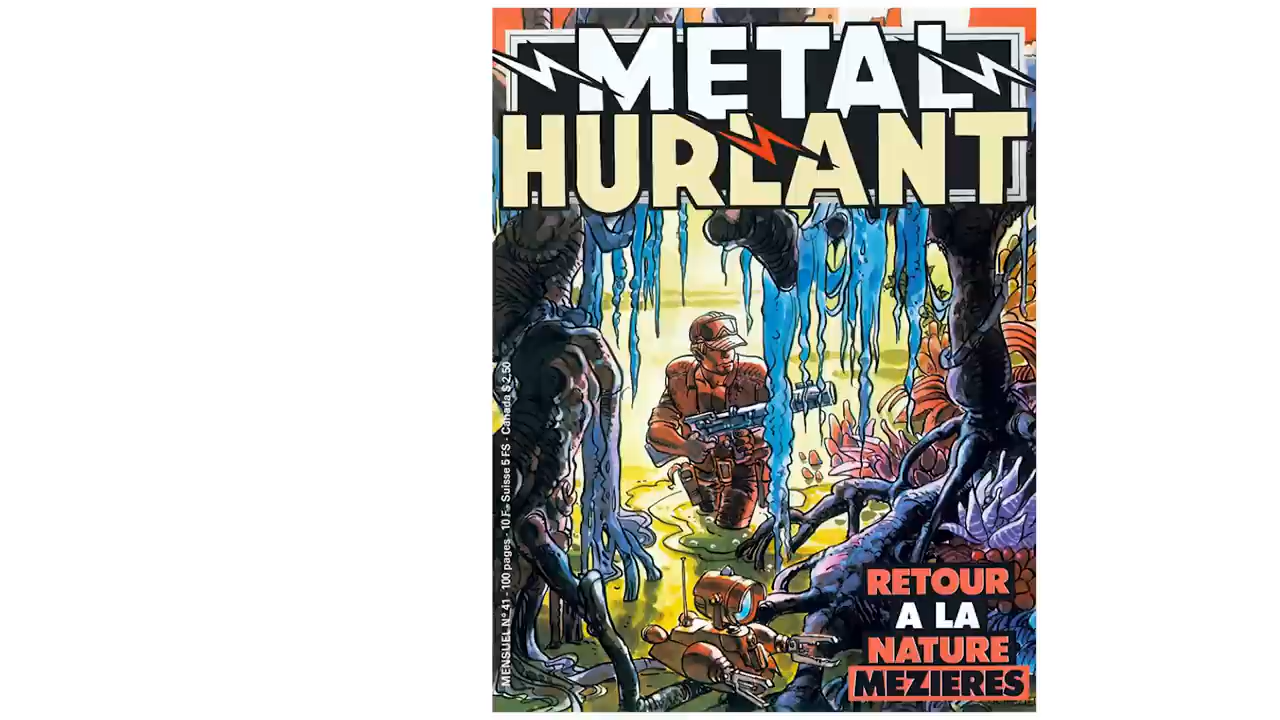 METAL
HURLANT
MENSUEL N° 41 - 100 pages - 10 F - Suisse 5 FS - Canada $ 2,50
RETOUR
A LA
NATURE
MEZIERES